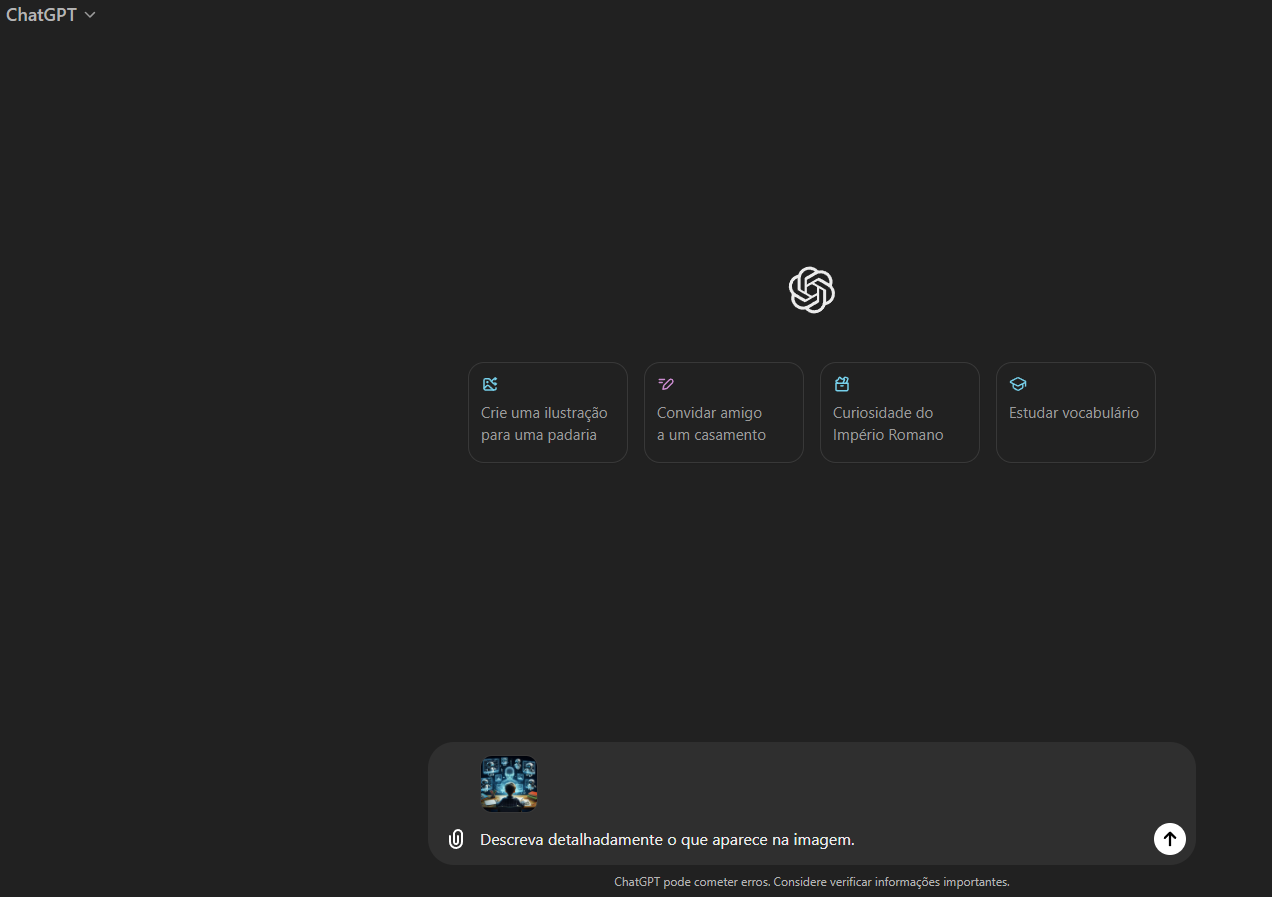 ChatGPT
Crie uma ilustração
para uma padaria
Convidar amigo
a um casamento
Curiosidade do
Império Romano
Estudar vocabulário
Descreva detalhadamente o que aparece na imagem.
ChatGPT pode cometer erros. Considere verificar informações importantes.